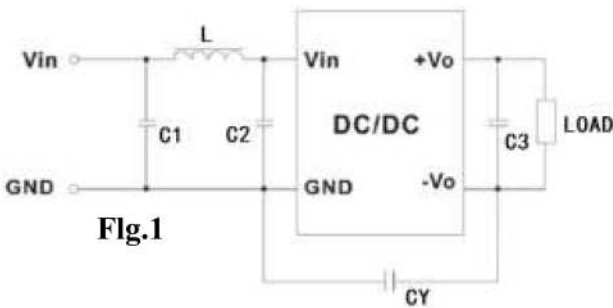 L
Vin
Vin
+Vo
C1
C2
DC/DC
C3
LOAD
GND
GND
-Vo
Flg.1
CY